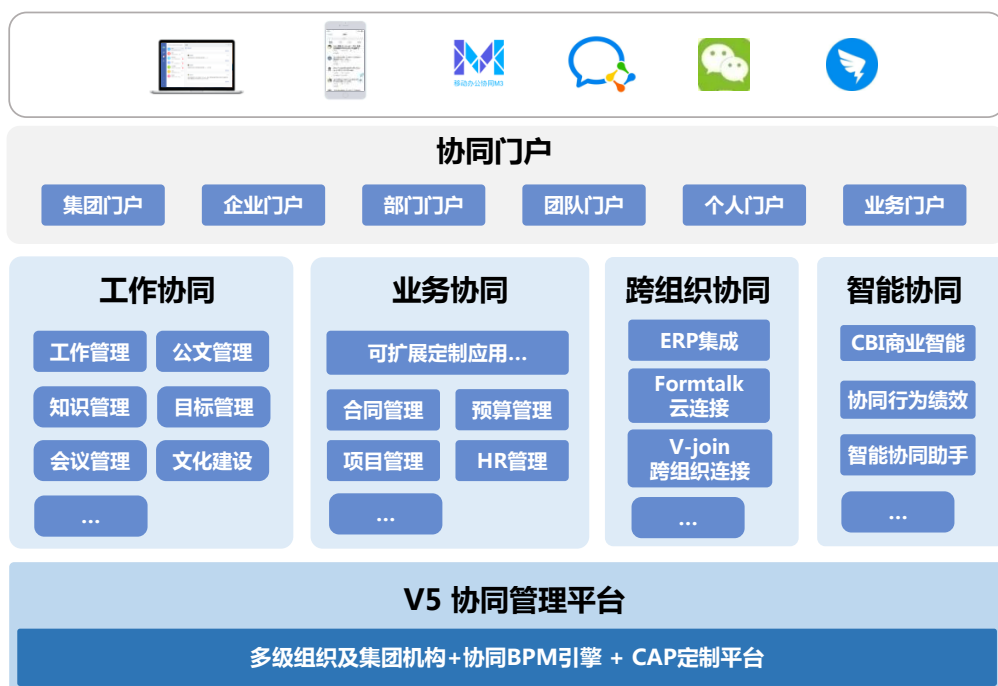 移动办公协同M3
协同门户
集团门户
企业门户
部门门户
团队门户
个人门户
业务门户
工作协同
工作管理
公文管理
知识管理
目标管理
会议管理
文化建设
...
业务协同
可扩展定制应用...
合同管理
预算管理
项目管理
HR管理
...
跨组织协同
ERP集成
Formtalk
云连接
V-join
跨组织连接
...
智能协同
CBI商业智能
协同行为绩效
智能协同助手
...
V5 协同管理平台
多级组织及集团机构+协同BPM引擎 + CAP定制平台